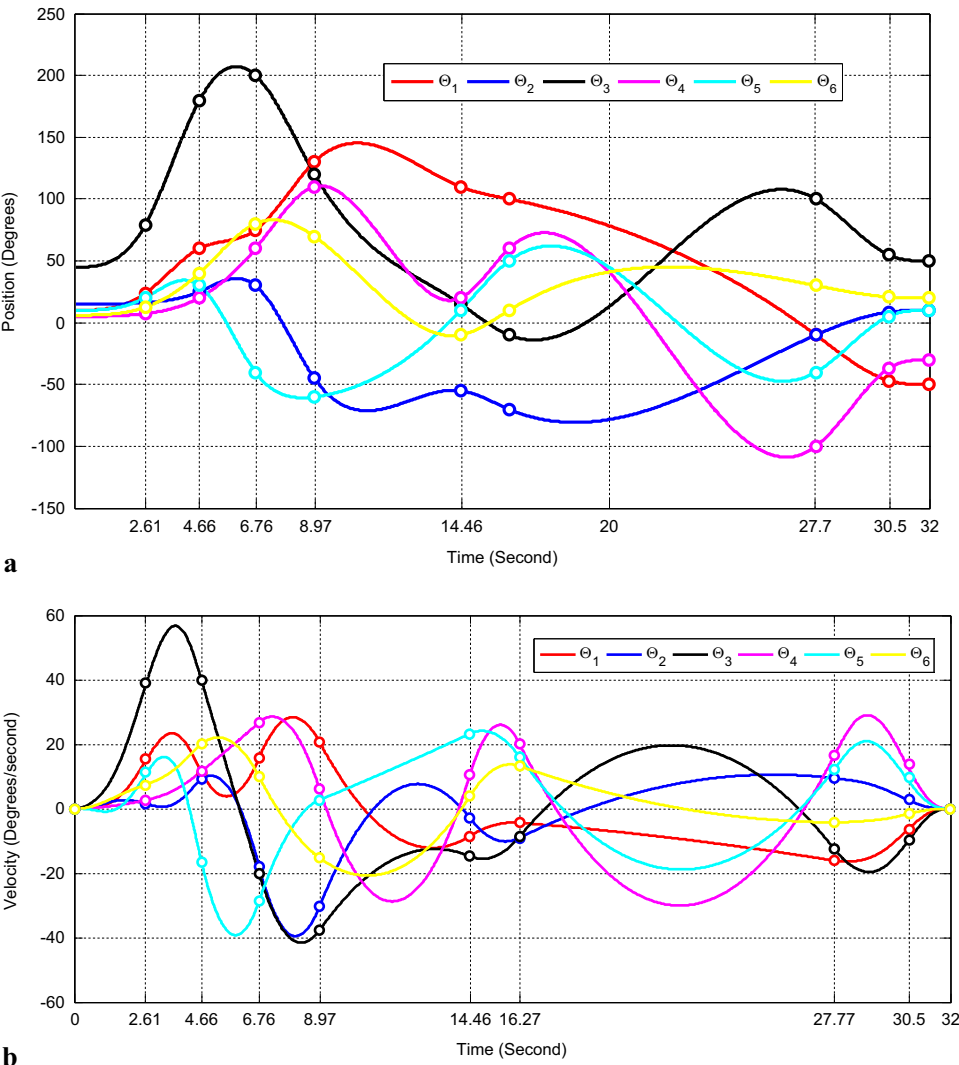 250
200
150
100
50
0
-50
-100
-150
Position (Degrees)
Θ1 Θ2 Θ3 Θ4 Θ5 Θ6
2.61 4.66 6.76 8.97 14.46 20 27.7 30.5 32
Time (Second)
a
60
40
20
0
-20
-40
-60
Velocity (Degrees/second)
Θ1 Θ2 Θ3 Θ4 Θ5 Θ6
0 2.61 4.66 6.76 8.97 14.46 16.27 27.77 30.5 32
Time (Second)
b